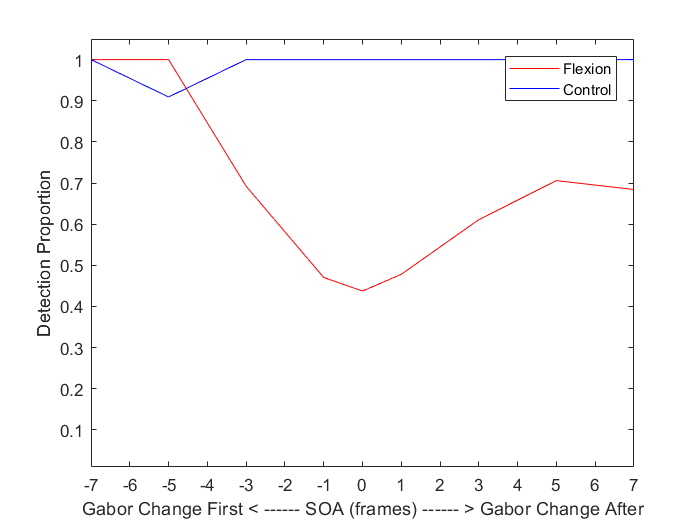 Flexion
Control
Detection Proportion
1
0.9
0.8
0.7
0.6
0.5
0.4
0.3
0.2
0.1
-7 -6 -5 -4 -3 -2 -1 0 1 2 3 4 5 6 7
Gabor Change First < ------ SOA (frames) ------ > Gabor Change After